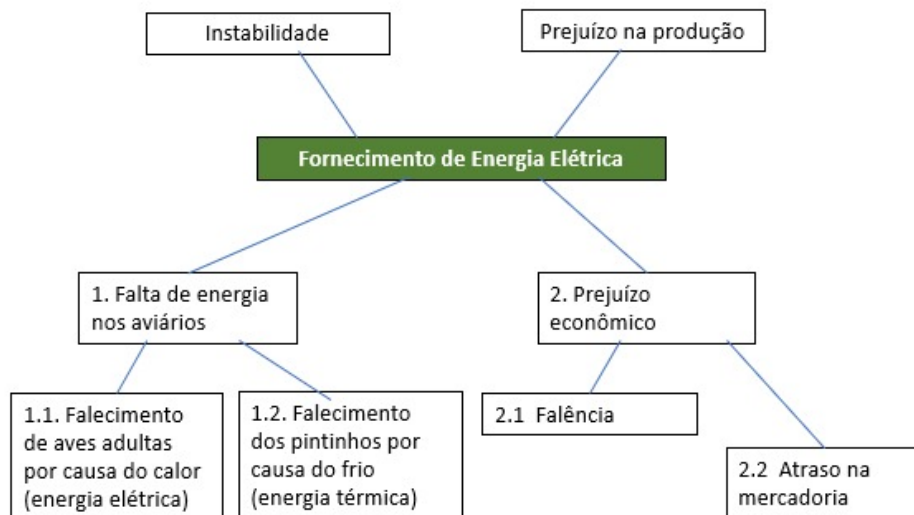 Instabilidade
Prejuízo na produção
Fornecimento de Energia Elétrica
1. Falta de energia
nos aviários
2. Prejuízo
econômico
1.1. Falecimento
de aves adultas
por causa do calor
(energia elétrica)
1.2. Falecimento
dos pintinhos por
causa do frio
(energia térmica)
2.1 Falência
2.2 Atraso na
mercadoria